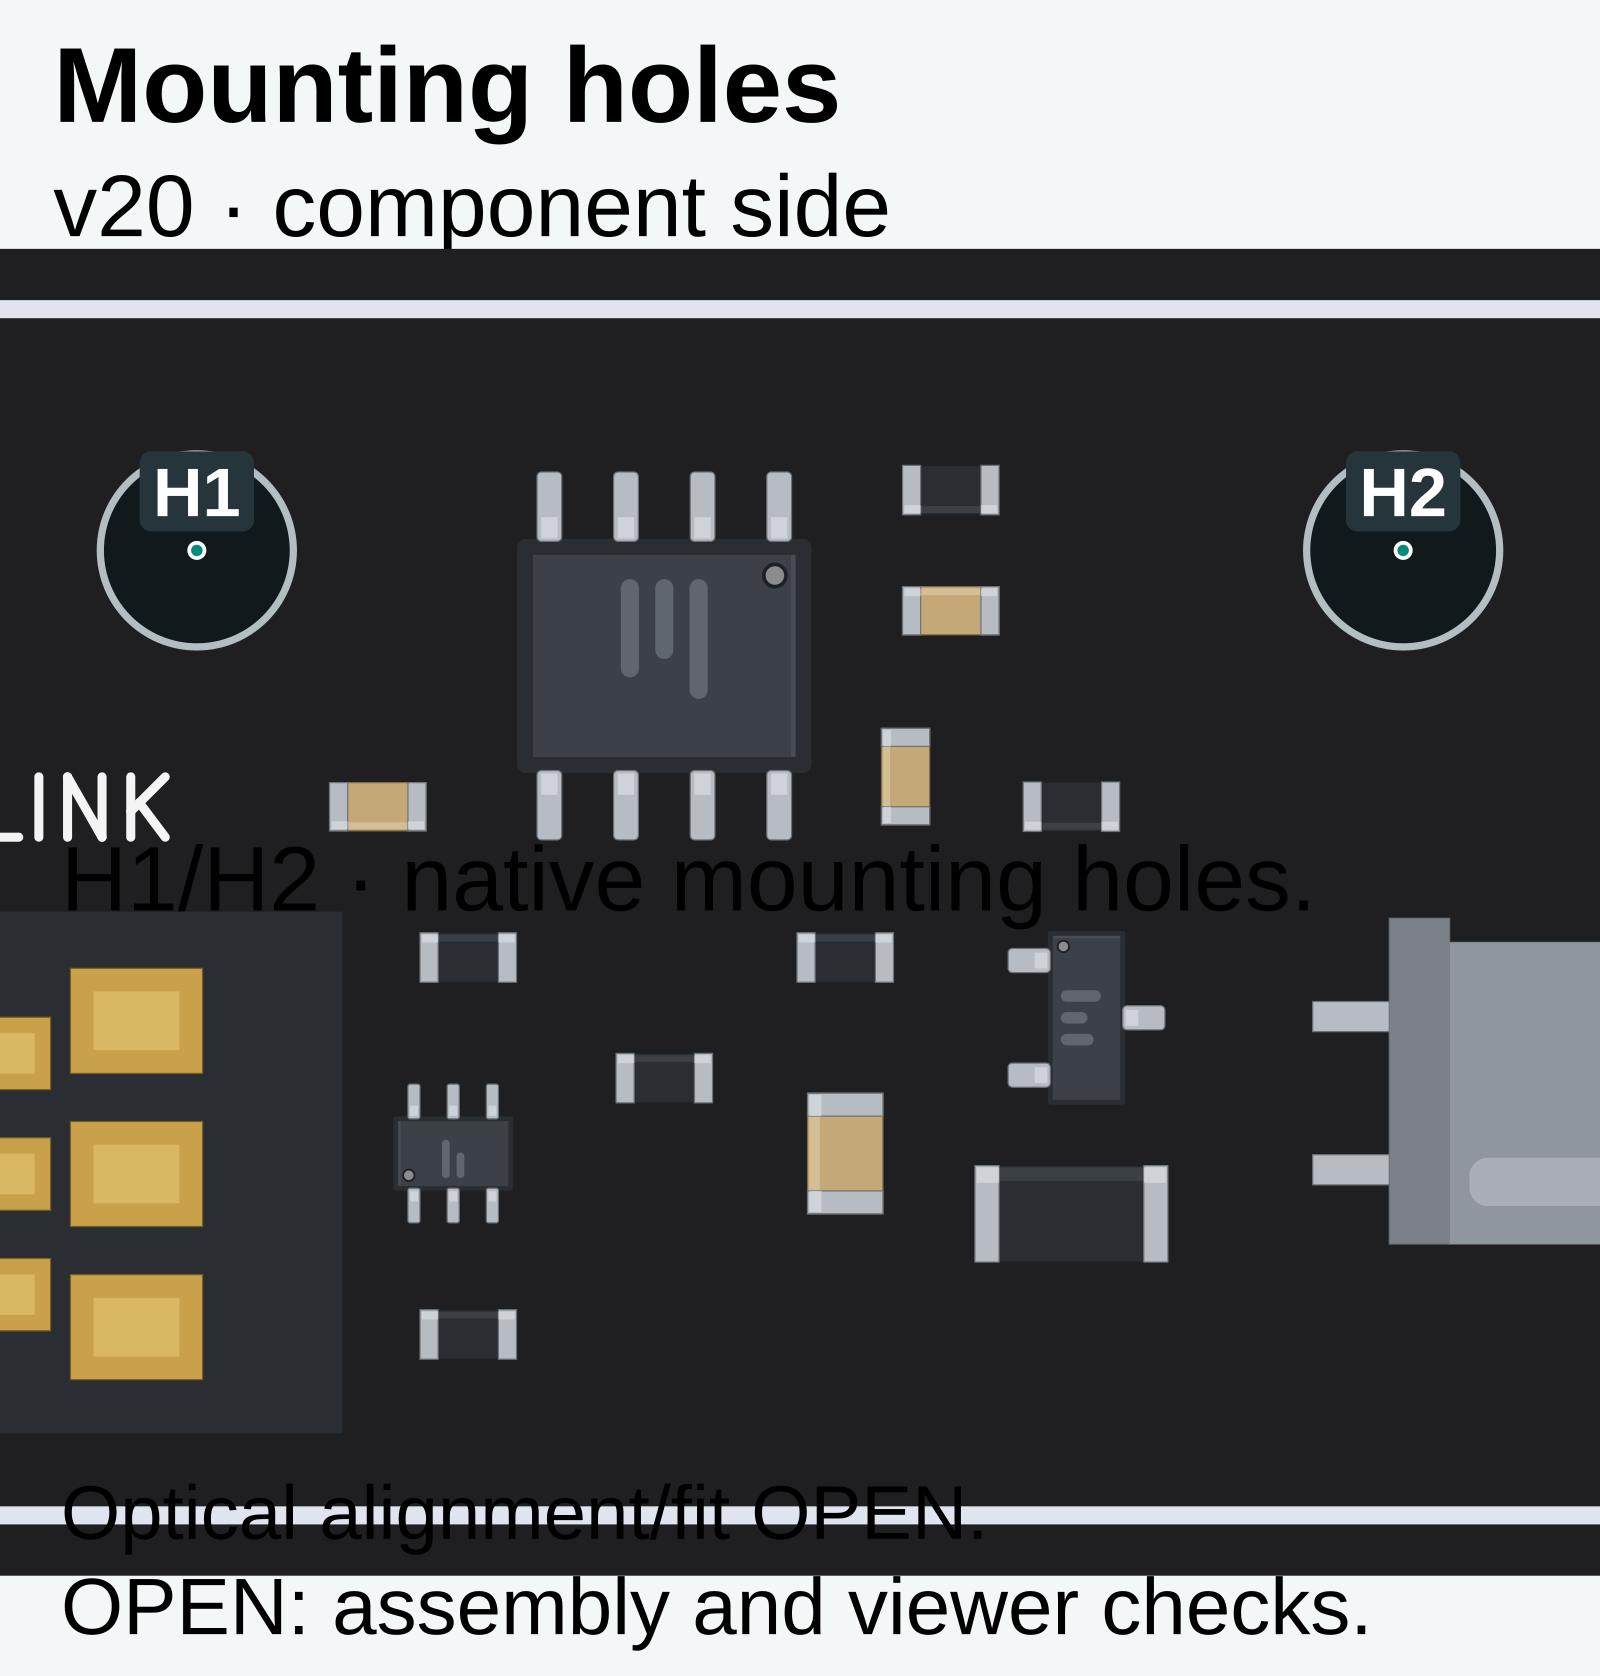 Mounting holes
v20 · component side
H1
H2
LINK
H1/H2 · native mounting holes.
Optical alignment/fit OPEN.
OPEN: assembly and viewer checks.